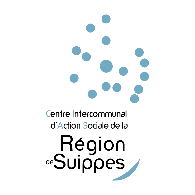 Centre Intercommunal
d'Action Sociale de la
Région
de Suippes